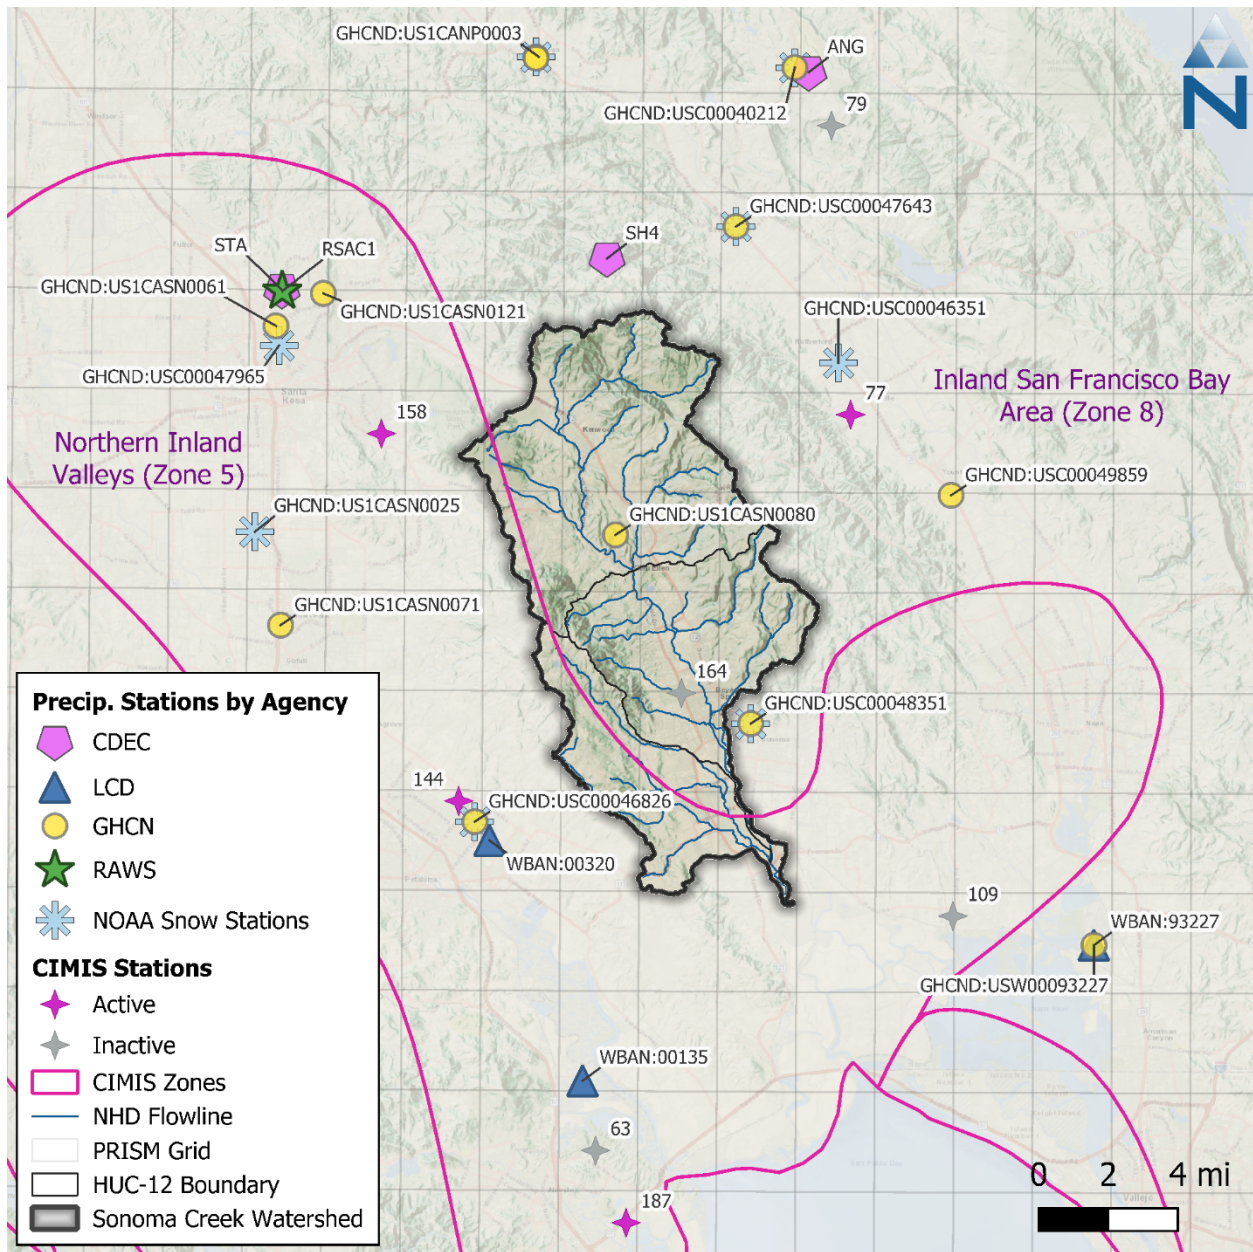 GHCND:US1CANP0003
ANG
GHCND:USC00040212
79
N
GHCND:USC00047643
STA
RSAC1
SH4
GHCND:US1CASN0061
GHCND:US1CASN0121
GHCND:USC00046351
GHCND:USC00047965
Santa
Rosa
77
Inland San Francisco Bay
Area (Zone 8)
158
Northern Inland
Valleys (Zone 5)
Kenwood
GHCND:USC00049859
GHCND:US1CASN0025
GHCND:US1CASN0080
GHCND:US1CASN0071
164
GHCND:USC00048351
Precip. Stations by Agency
CDEC
LCD
GHCN
RAWS
NOAA Snow Stations
CIMIS Stations
Active
Inactive
CIMIS Zones
NHD Flowline
PRISM Grid
HUC-12 Boundary
Sonoma Creek Watershed
144
GHCND:USC00046826
WBAN:00320
109
WBAN:93227
GHCND:USW00093227
WBAN:00135
63
187
Vallejo
0 2 4 mi